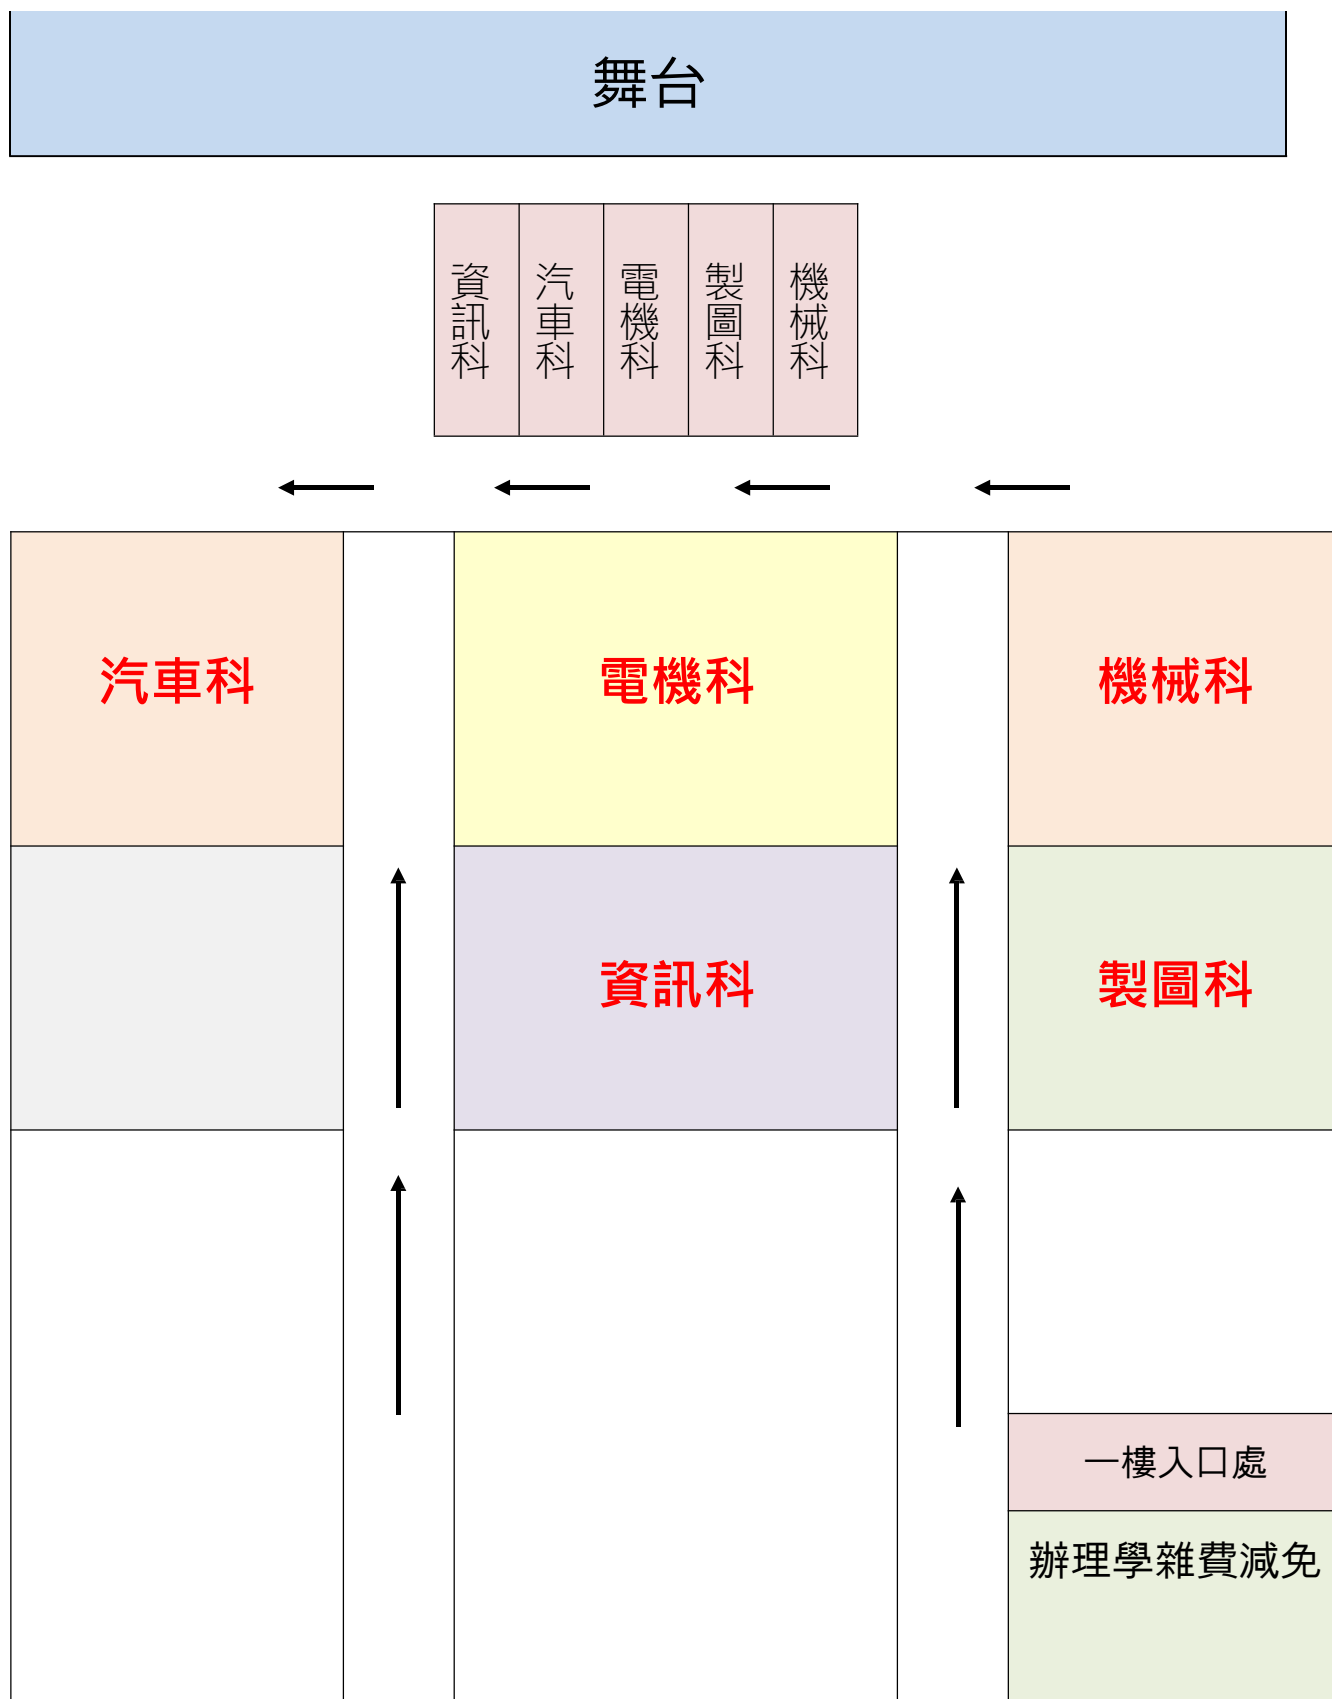 舞台
資訊科
汽車科
電機科
製圖科
機械科
汽車科
電機科
機械科
資訊科
製圖科
一樓入口處
辦理學雜費減免